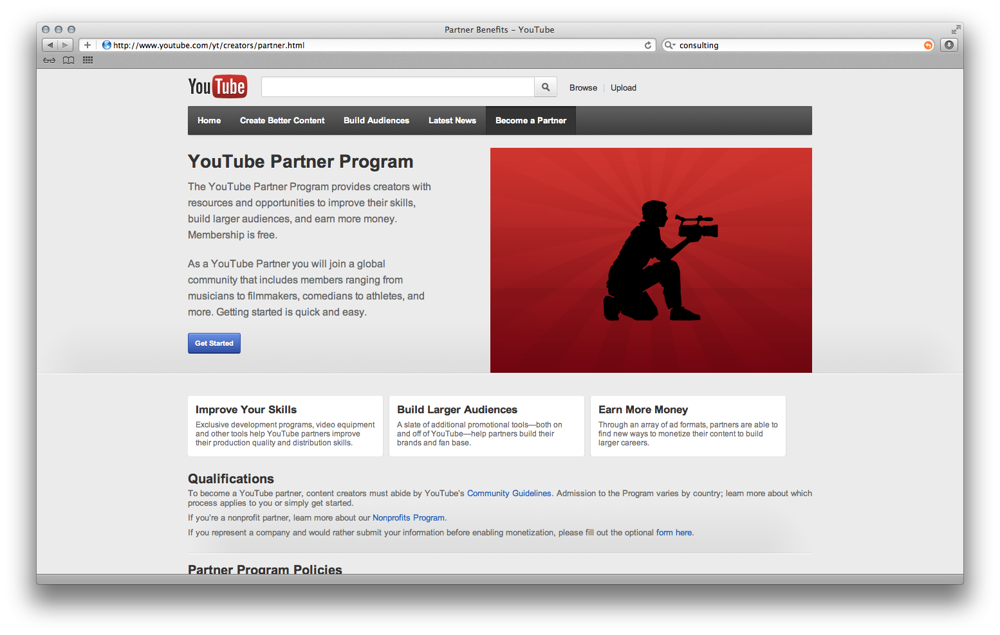 Partner Benefits – YouTube
http://www.youtube.com/yt/creators/partner.html
consulting
YouTube
Browse
Upload
Home
Create Better Content
Build Audiences
Latest News
Become a Partner
YouTube Partner Program
The YouTube Partner Program provides creators with
resources and opportunities to improve their skills,
build larger audiences, and earn more money.
Membership is free.
As a YouTube Partner you will join a global
community that includes members ranging from
musicians to filmmakers, comedians to athletes, and
more. Getting started is quick and easy.
Get Started
Improve Your Skills
Exclusive development programs, video equipment
and other tools help YouTube partners improve
their production quality and distribution skills.
Build Larger Audiences
A slate of additional promotional tools—both on
and off of YouTube—help partners build their
brands and fan base.
Earn More Money
Through an array of ad formats, partners are able to
find new ways to monetize their content to build
larger careers.
Qualifications
To become a YouTube partner, content creators must abide by YouTube's Community Guidelines. Admission to the Program varies by country; learn more about which
process applies to you or simply get started.
If you're a nonprofit partner, learn more about our Nonprofits Program.
If you represent a company and would rather submit your information before enabling monetization, please fill out the optional form here.
Partner Program Policies